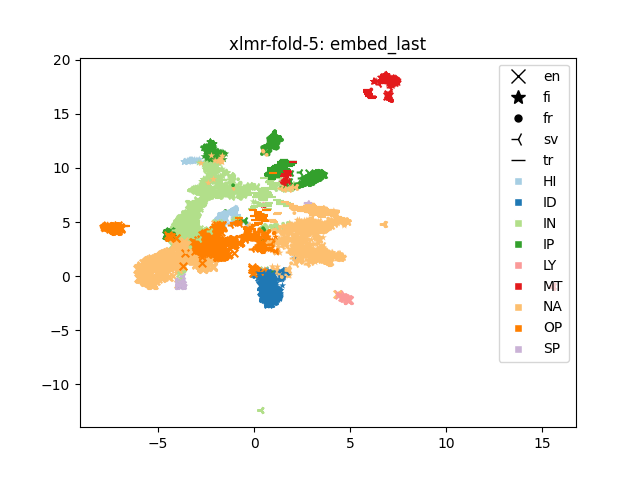 xlmr-fold-5: embed_last
20
15
10
5
0
−5
−10
−5
0
5
10
15
en
fi
fr
sv
tr
HI
ID
IN
IP
LY
MT
NA
OP
SP